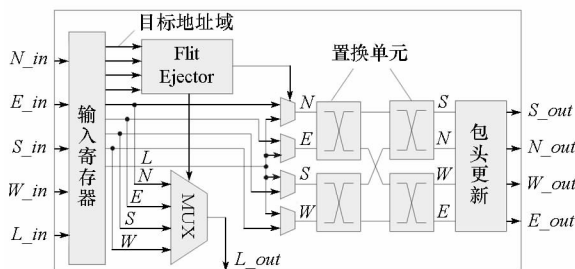 目标地址域
N_in
E_in
S_in
W_in
L_in
输入寄存器
Flit
Ejector
L
N
E
S
W
MUX
L_out
置换单元
N
E
S
W
S
N
W
E
包头更新
S_out
N_out
W_out
E_out